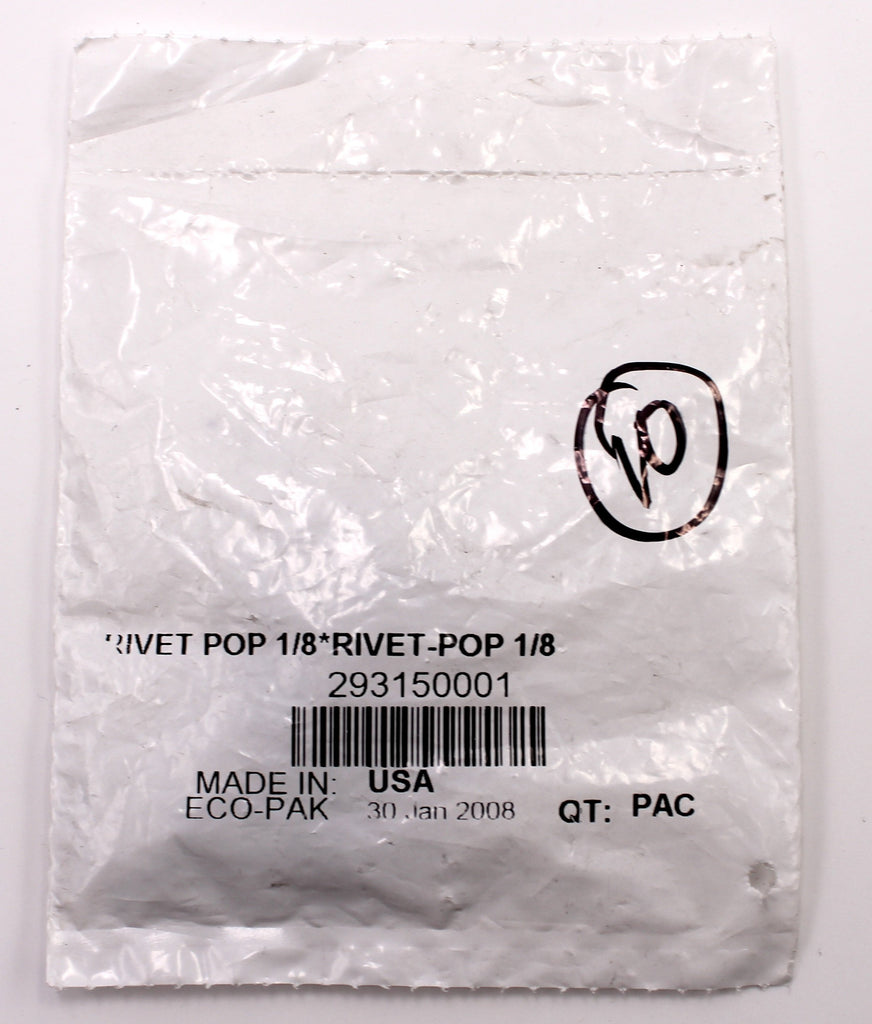 RIVET POP 1/8*RIVET-POP 1/8
293150001
MADE IN: USA
ECO-PAK 30 Jan 2008 QT: PAC